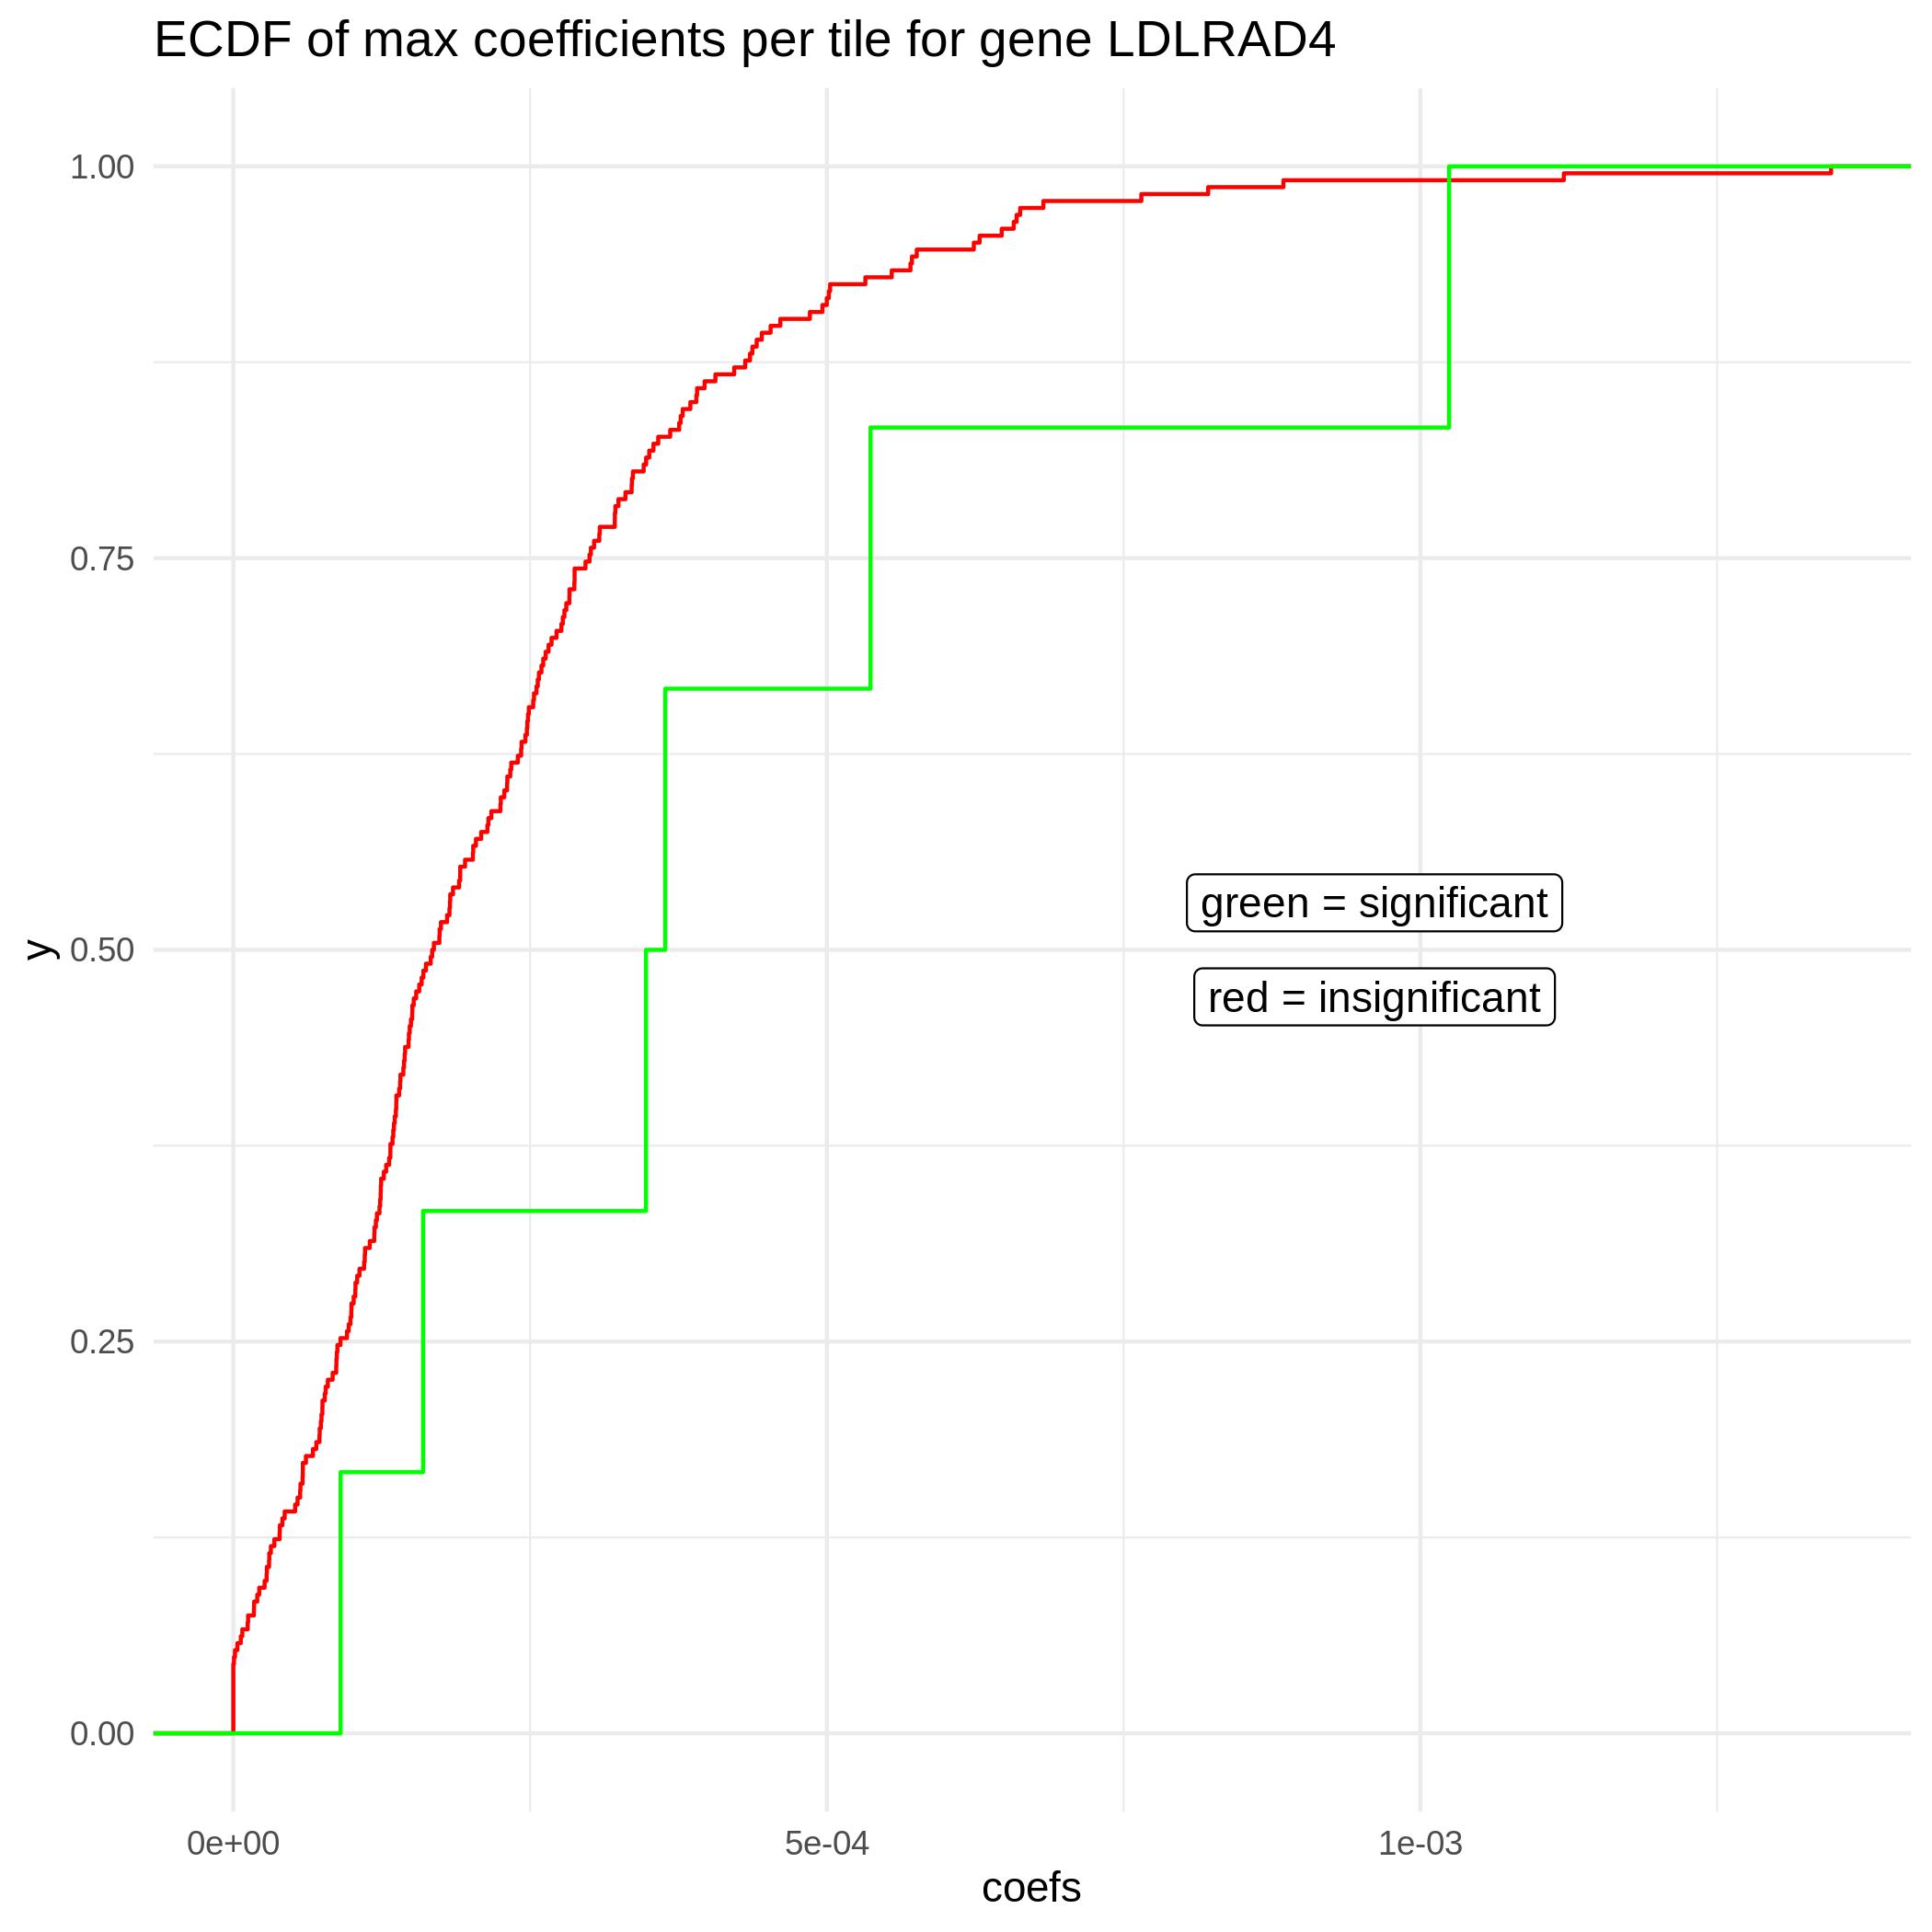 ECDF of max coefficients per tile for gene LDLRAD4
1.00
0.75
0.50
0.25
0.00
y
green = significant
red = insignificant
0e+00
5e-04
1e-03
coefs